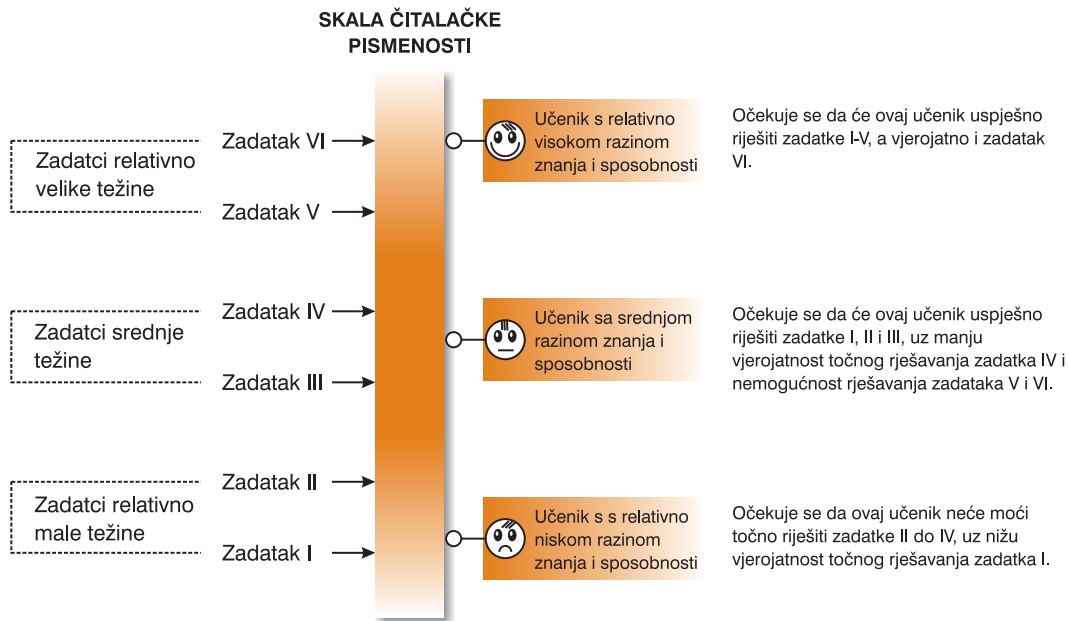 SKALA ČITALAČKE
PISMENOSTI
Zadatci relativno
velike težine
Zadatak VI
Zadatak V
Učenik s relativno
visokom razinom
znanja i sposobnosti
Očekuje se da će ovaj učenik uspješno
riješiti zadatke I-V, a vjerojatno i zadatak
VI.
Zadatci srednje
težine
Zadatak IV
Zadatak III
Učenik sa srednjom
razinom znanja i
sposobnosti
Očekuje se da će ovaj učenik uspješno
riješiti zadatke I, II i III, uz manju
vjerojatnost točnog rješavanja zadatka IV i
nemogućnost rješavanja zadataka V i VI.
Zadatci relativno
male težine
Zadatak II
Zadatak I
Učenik s s relativno
niskom razinom
znanja i sposobnosti
Očekuje se da ovaj učenik neće moći
točno riješiti zadatke II do IV, uz nižu
vjerojatnost točnog rješavanja zadatka I.